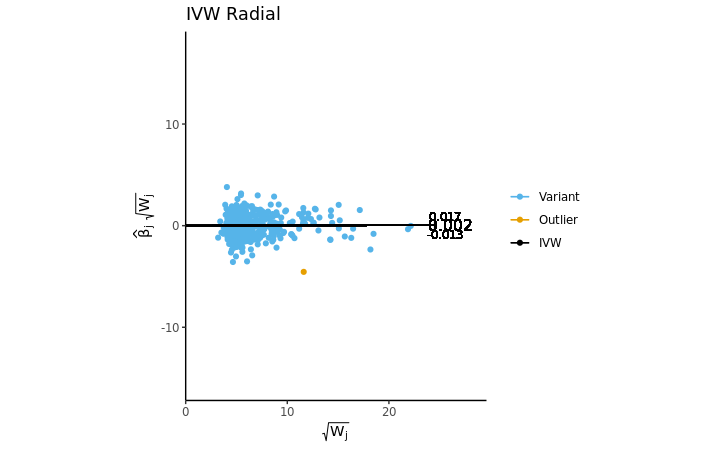 IVW Radial
β̂j √Wj
10
0
-10
0.017
0.002
-0.013
0
10
20
√Wj
Variant
Outlier
IVW